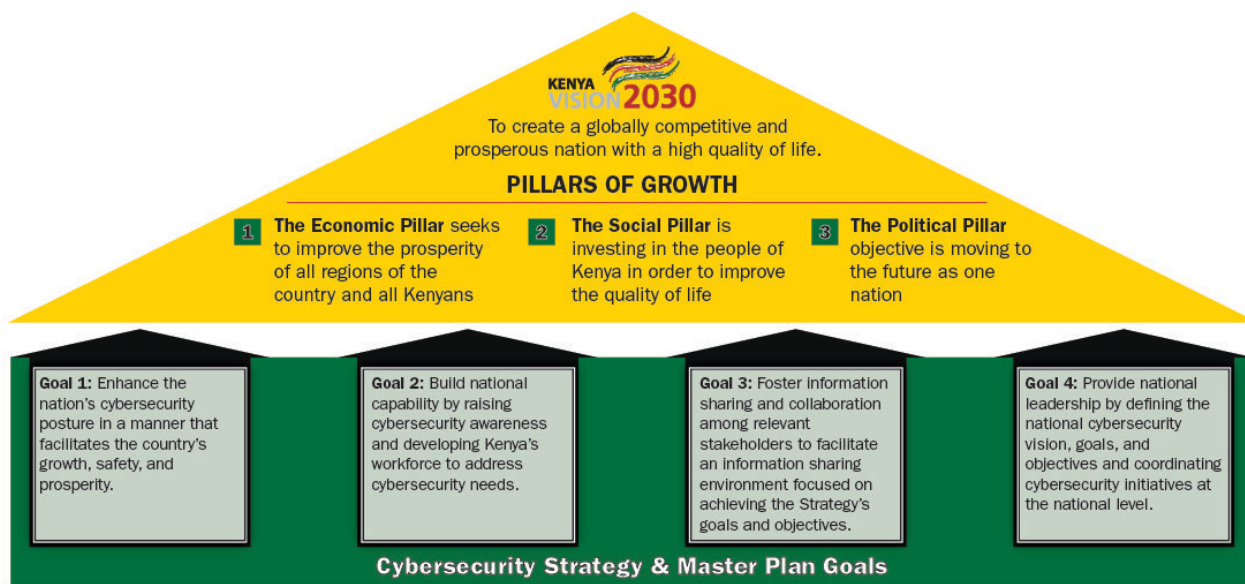 KENYA
VISION 2030
To create a globally competitive and
prosperous nation with a high quality of life.
PILLARS OF GROWTH
1
The Economic Pillar seeks
to improve the prosperity
of all regions of the
country and all Kenyans
2
The Social Pillar is
investing in the people of
Kenya in order to improve
the quality of life
3
The Political Pillar
objective is moving to
the future as one
nation
Goal 1: Enhance the
nation's cybersecurity
posture in a manner that
facilitates the country's
growth, safety, and
prosperity.
Goal 2: Build national
capability by raising
cybersecurity awareness
and developing Kenya's
workforce to address
cybersecurity needs.
Goal 3: Foster information
sharing and collaboration
among relevant
stakeholders to facilitate
an information sharing
environment focused on
achieving the Strategy's
goals and objectives.
Goal 4: Provide national
leadership by defining the
national cybersecurity
vision, goals, and
objectives and coordinating
cybersecurity initiatives at
the national level.
Cybersecurity Strategy & Master Plan Goals